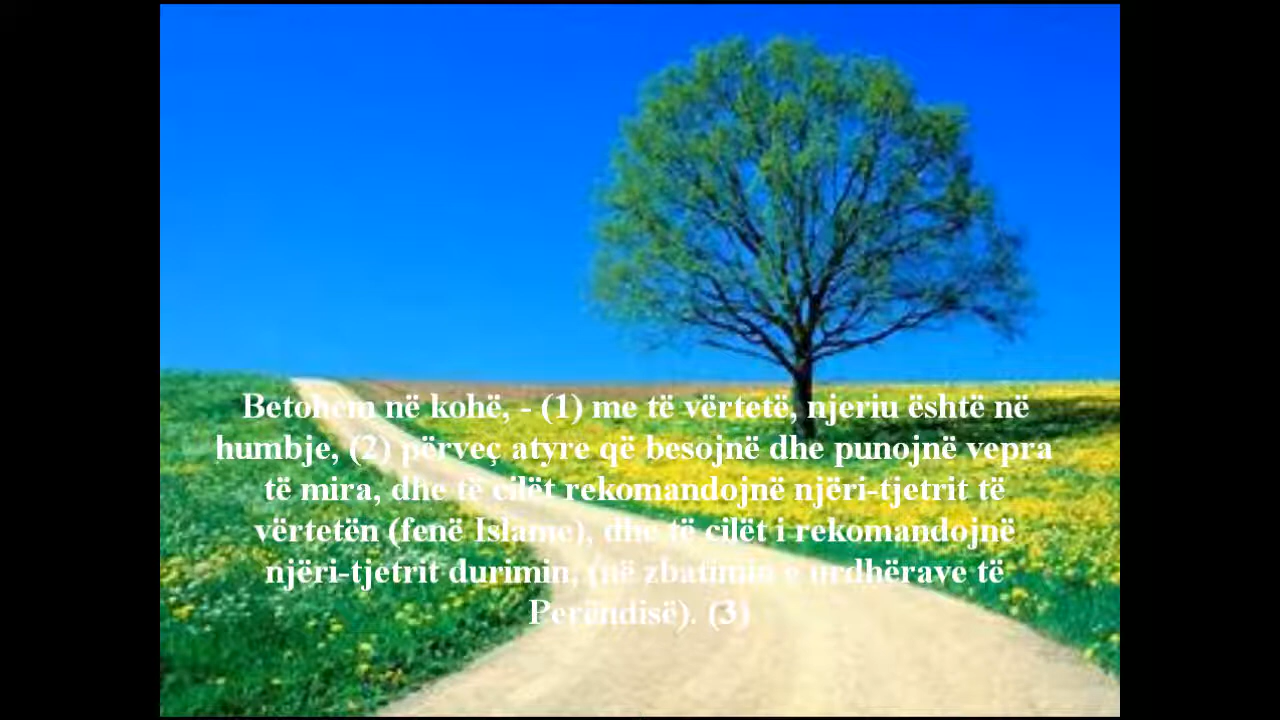 Betohem në kohë, - (1) me të vërtetë, njeriu është në
humbje, (2) përveç atyre që besojnë dhe punojnë vepra
të mira, dhe të cilët rekomandojnë njëri-tjetrit të
vërtetën (fenë Islame), dhe të cilët i rekomandojnë
njëri-tjetrit durimin, (në zbatimin e urdhërave të
Perëndisë). (3)